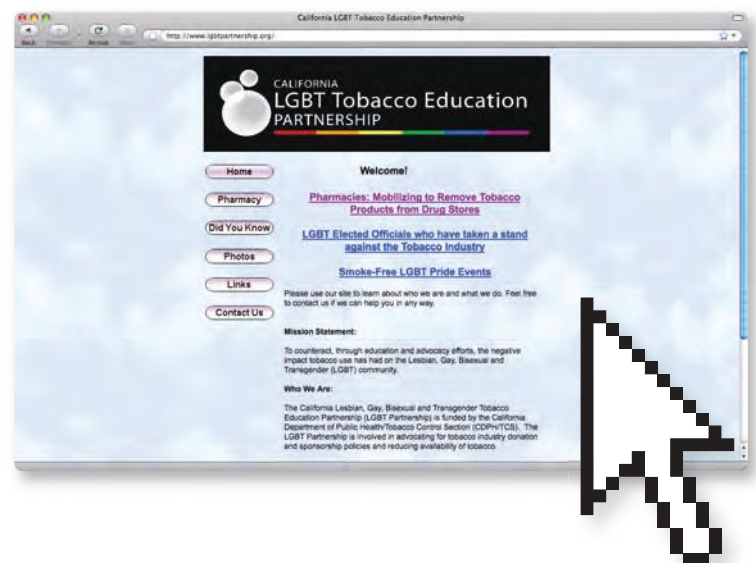 California LGBT Tobacco Education Partnership
Back
http://www.lgbtpartnership.org/
CALIFORNIA
LGBT Tobacco Education
PARTNERSHIP
Home
Pharmacy
Did You Know
Photos
Links
Contact Us
Welcome!
Pharmacies: Mobilizing to Remove Tobacco
Products from Drug Stores
LGBT Elected Officials who have taken a stand
against the Tobacco Industry
Smoke-Free LGBT Pride Events
Please use our site to learn about who we are and what we do. Feel free
to contact us if we can help you in any way.
Mission Statement:
To counteract, through education and advocacy efforts, the negative
impact tobacco use has had on the Lesbian, Gay, Bisexual and
Transgender (LGBT) community.
Who We Are:
The California Lesbian, Gay, Bisexual and Transgender Tobacco
Education Partnership (LGBT Partnership) is funded by the California
Department of Public Health/Tobacco Control Section (CDPH/TCS). The
LGBT Partnership is involved in advocating for tobacco industry donation
and sponsorship policies and reducing availability of tobacco.